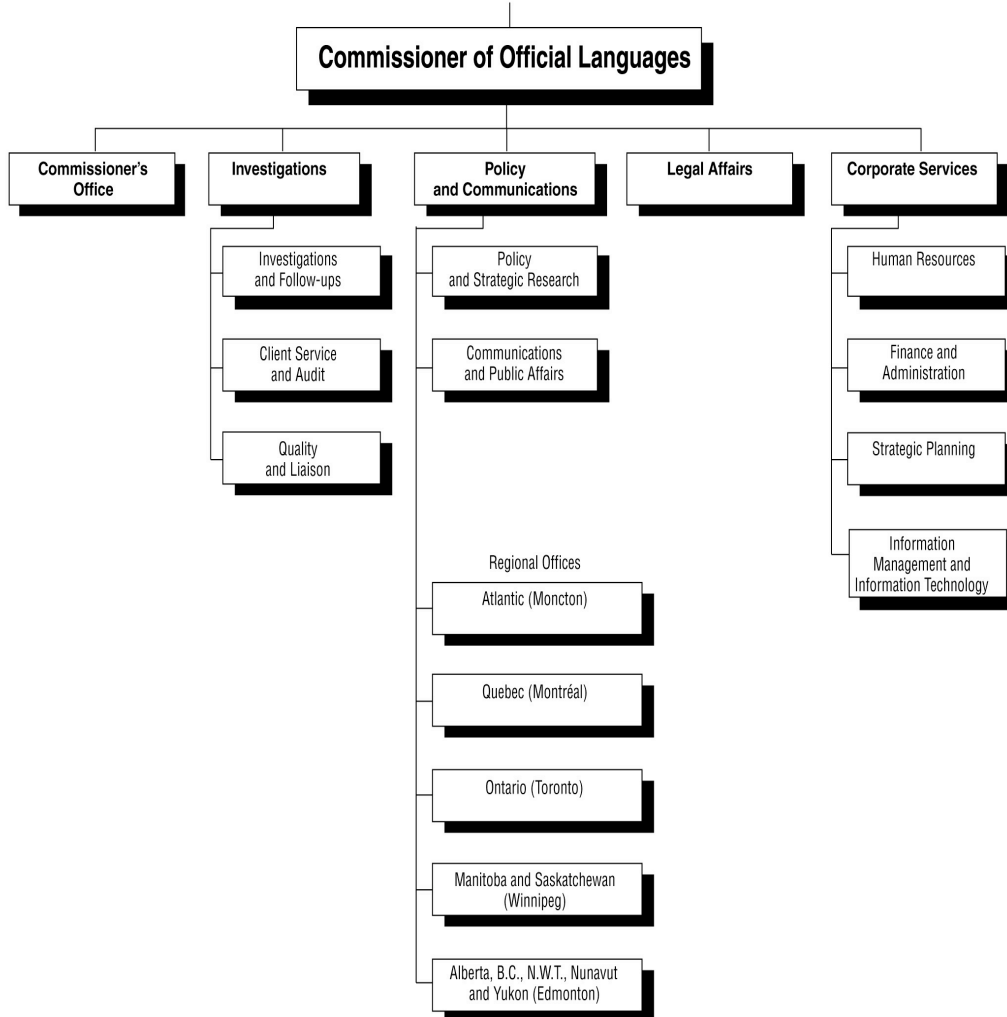 Commissioner of Official Languages
Commissioner's
Office
Investigations
Policy
and Communications
Legal Affairs
Corporate Services
Investigations
and Follow-ups
Client Service
and Audit
Quality
and Liaison
Policy
and Strategic Research
Communications
and Public Affairs
Regional Offices
Atlantic (Moncton)
Quebec (Montréal)
Ontario (Toronto)
Manitoba and Saskatchewan
(Winnipeg)
Alberta, B.C., N.W.T., Nunavut
and Yukon (Edmonton)
Human Resources
Finance and
Administration
Strategic Planning
Information
Management and
Information Technology